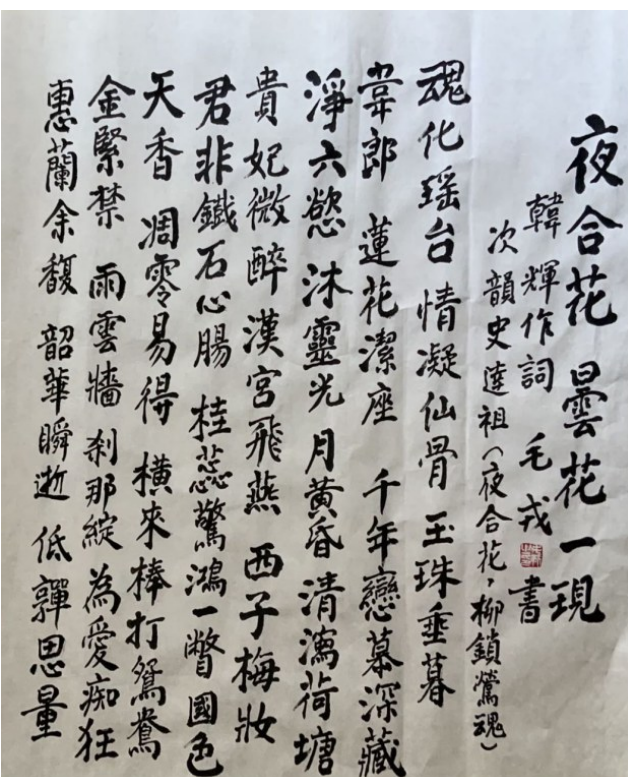 夜合花 曇花一現
韓輝作詞 毛戎 書
次韻史達祖(夜合花,柳鎖鶯魂)
魂化瑶台 情凝仙骨 玉珠垂暮
韋郎 蓮花潔座 千年戀慕深藏
淨六慾 沐靈光 月黃昏 清瀉荷塘
貴妃微醉 漢宮飛燕 西子梅妝
君非鐵石心腸 桂蕊驚鴻一瞥 國色
天香 凋零易得 横來棒打鴛鴦
金緊禁 雨雲牆 刹那綻 為愛痴狂
惠蘭余馥 韶華瞬逝 低嚲思量